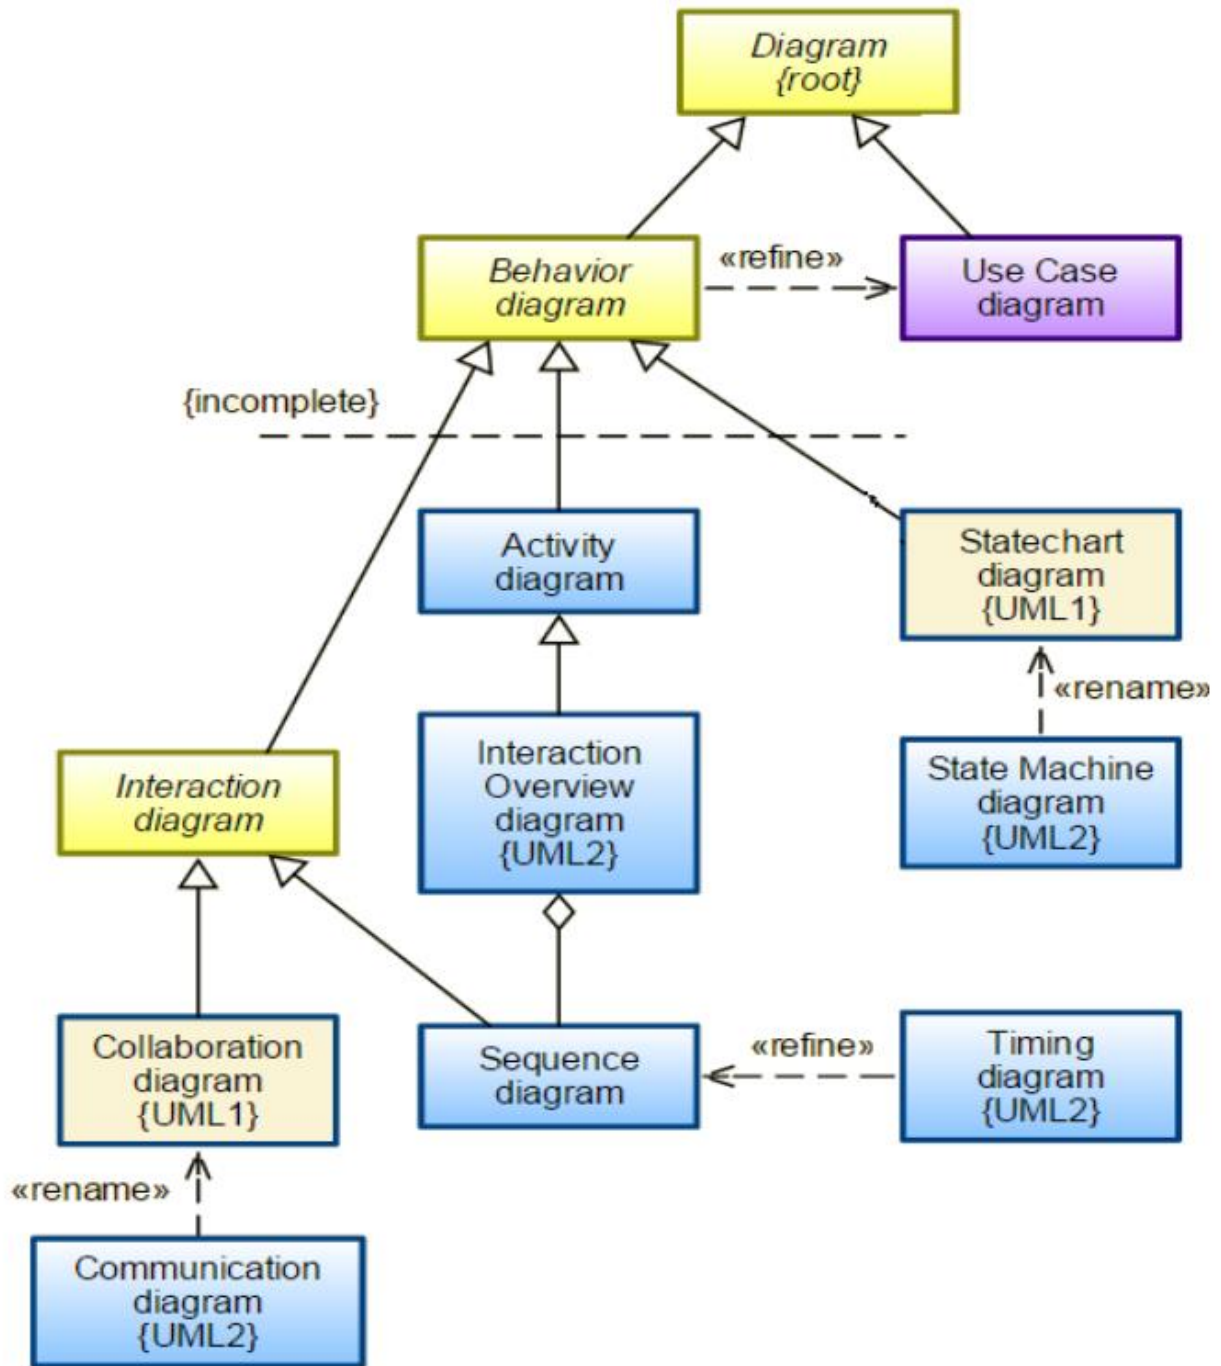 Diagram
{root}
Behavior
diagram
«refine»
Use Case
diagram
{incomplete}
Activity
diagram
Statechart
diagram
{UML1}
«rename»
Interaction
diagram
Interaction
Overview
diagram
{UML2}
State Machine
diagram
{UML2}
Collaboration
diagram
{UML1}
Sequence
diagram
«refine»
Timing
diagram
{UML2}
«rename»
Communication
diagram
{UML2}